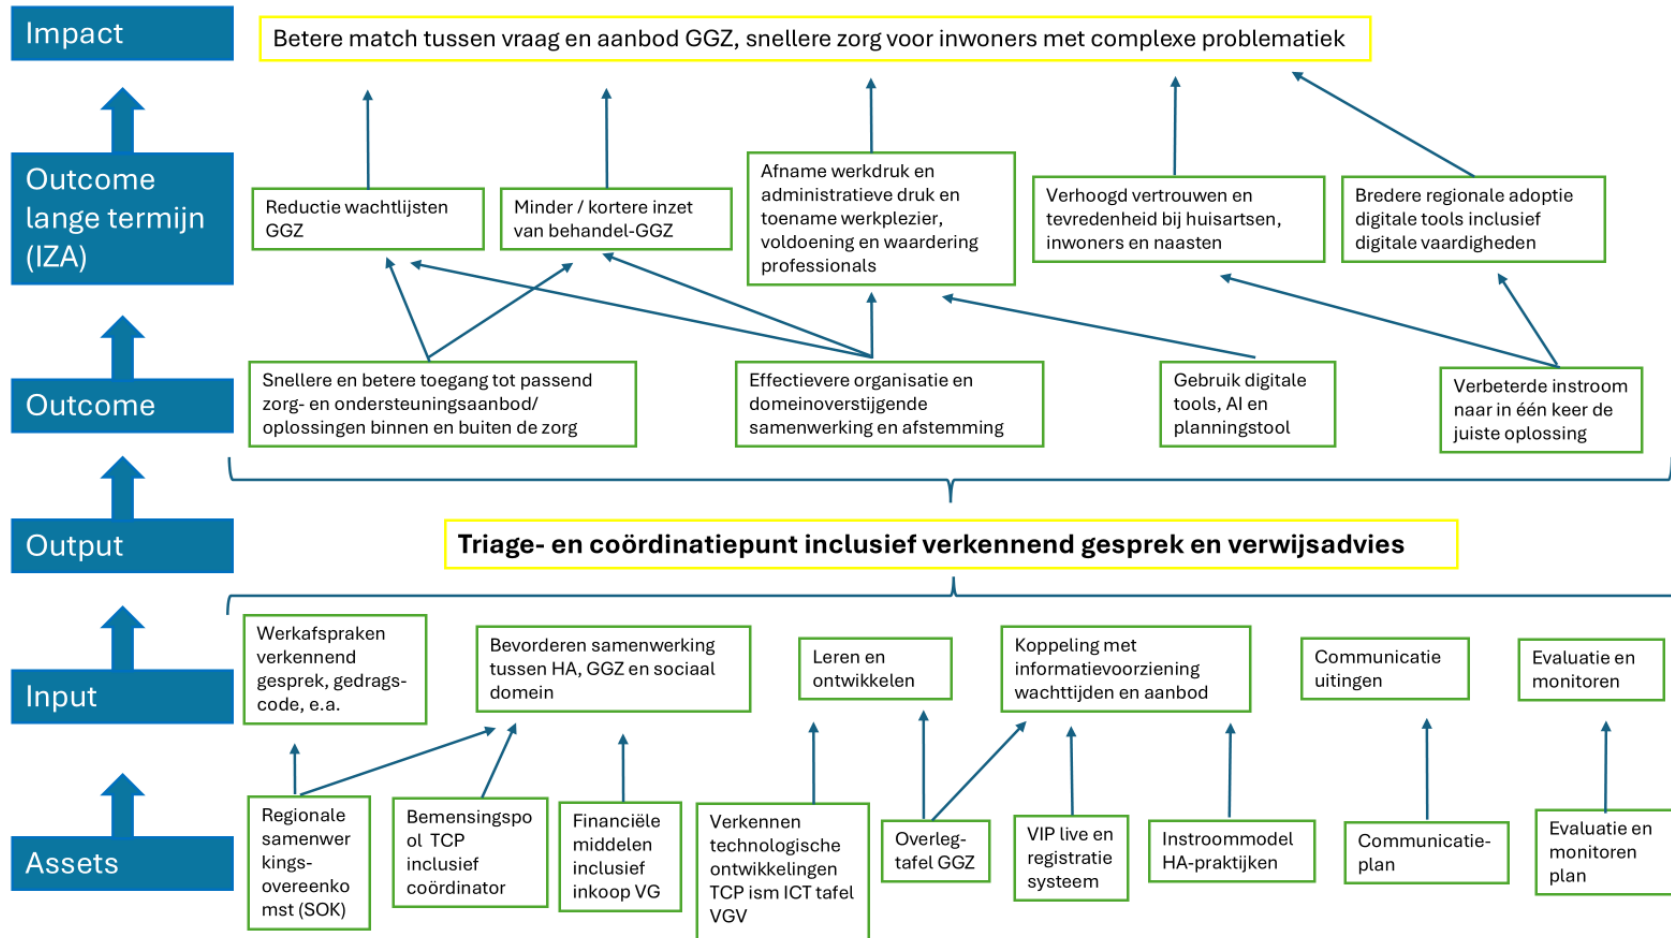 Impact
Betere match tussen vraag en aanbod GGZ, snellere zorg voor inwoners met complexe problematiek
Outcome
lange termijn
(IZA)
Reductie wachtlijsten
GGZ
Minder / kortere inzet
van behandel-GGZ
Afname werkdruk en
administratieve druk en
toename werkplezier,
voldoening en waardering
professionals
Verhoogd vertrouwen en
tevredenheid bij huisartsen,
inwoners en naasten
Bredere regionale adoptie
digitale tools inclusief
digitale vaardigheden
Outcome
Snellere en betere toegang tot passend
zorg- en ondersteuningsaanbod/
oplossingen binnen en buiten de zorg
Effectievere organisatie en
domeinoverstijgende
samenwerking en afstemming
Gebruik digitale
tools, AI en
planningstool
Verbeterde instroom
naar in één keer de
juiste oplossing
Output
Triage- en coördinatiepunt inclusief verkennend gesprek en verwijsadvies
Input
Werkafspraken
verkennend
gesprek, gedrags-
code, e.a.
Bevorderen samenwerking
tussen HA, GGZ en sociaal
domein
Leren en
ontwikkelen
Koppeling met
informatievoorziening
wachttijden en aanbod
Communicatie
uitingen
Evaluatie en
monitoren
Assets
Regionale
samenwer
kings-
overeenko
mst (SOK)
Bemensingspo
ol TCP
inclusief
coördinator
Financiële
middelen
inclusief
inkoop VG
Verkennen
technologische
ontwikkelingen
TCP ism ICT tafel
VGV
Overleg-
tafel GGZ
VIP live en
registratie
systeem
Instroommodel
HA-praktijken
Communicatie-
plan
Evaluatie en
monitoren
plan